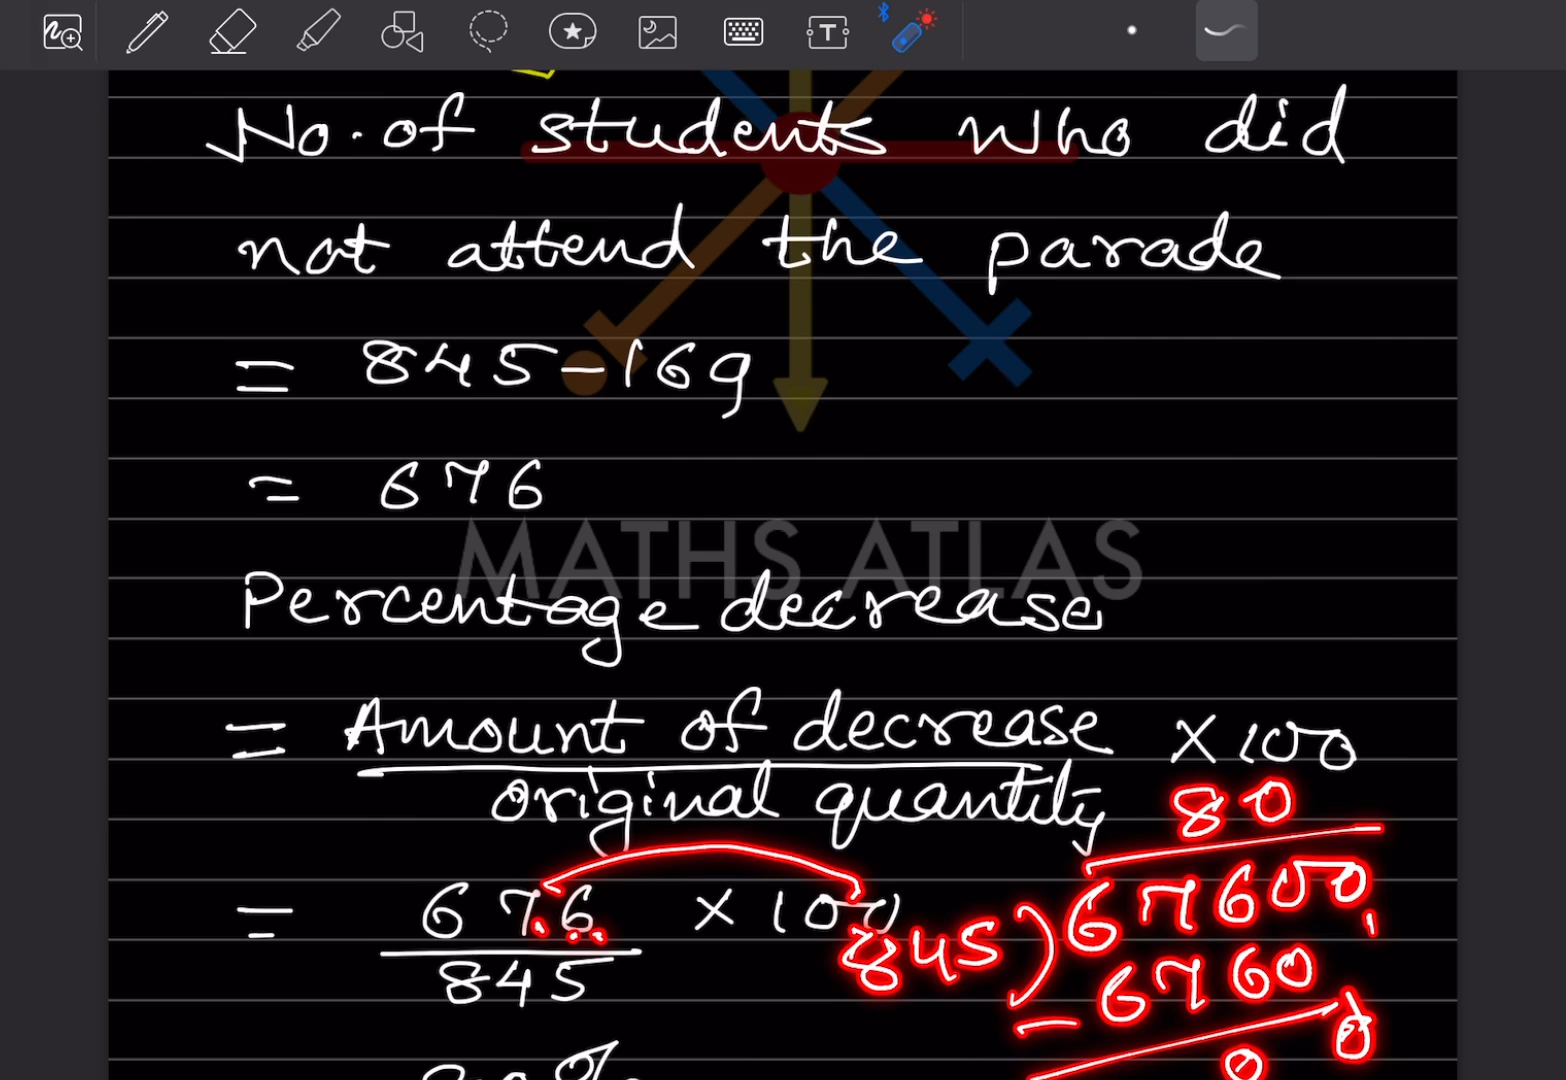 No. of students who did
not attend the parade
= 845-169
= 676
MATHS ATLAS
Percentage decrease
= Amount of decrease × 100
original quantity
80
= 676 × 100
845
845)67600
-6760
0
0